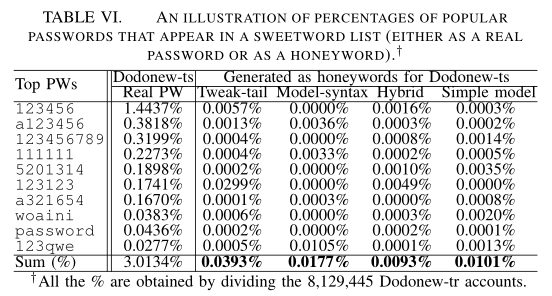 TABLE VI. AN ILLUSTRATION OF PERCENTAGES OF POPULAR
PASSWORDS THAT APPEAR IN A SWEETWORD LIST (EITHER AS A REAL
PASSWORD OR AS A HONEYWORD).†
Top PWs Dodonew-ts Generated as honeywords for Dodonew-ts
Real PW Tweak-tail Model-syntax Hybrid Simple model
123456 1.4437% 0.0057% 0.0000% 0.0016% 0.0003%
a123456 0.3818% 0.0013% 0.0036% 0.0003% 0.0002%
123456789 0.3199% 0.0004% 0.0000% 0.0008% 0.0014%
111111 0.2273% 0.0004% 0.0033% 0.0002% 0.0005%
5201314 0.1898% 0.0002% 0.0000% 0.0010% 0.0035%
123123 0.1741% 0.0299% 0.0000% 0.0049% 0.0000%
a321654 0.1670% 0.0001% 0.0003% 0.0000% 0.0008%
woaini 0.0383% 0.0006% 0.0000% 0.0003% 0.0020%
password 0.0436% 0.0002% 0.0000% 0.0002% 0.0001%
123qwe 0.0277% 0.0005% 0.0105% 0.0001% 0.0013%
Sum (%) 3.0134% 0.0393% 0.0177% 0.0093% 0.0101%
†All the % are obtained by dividing the 8,129,445 Dodonew-tr accounts.